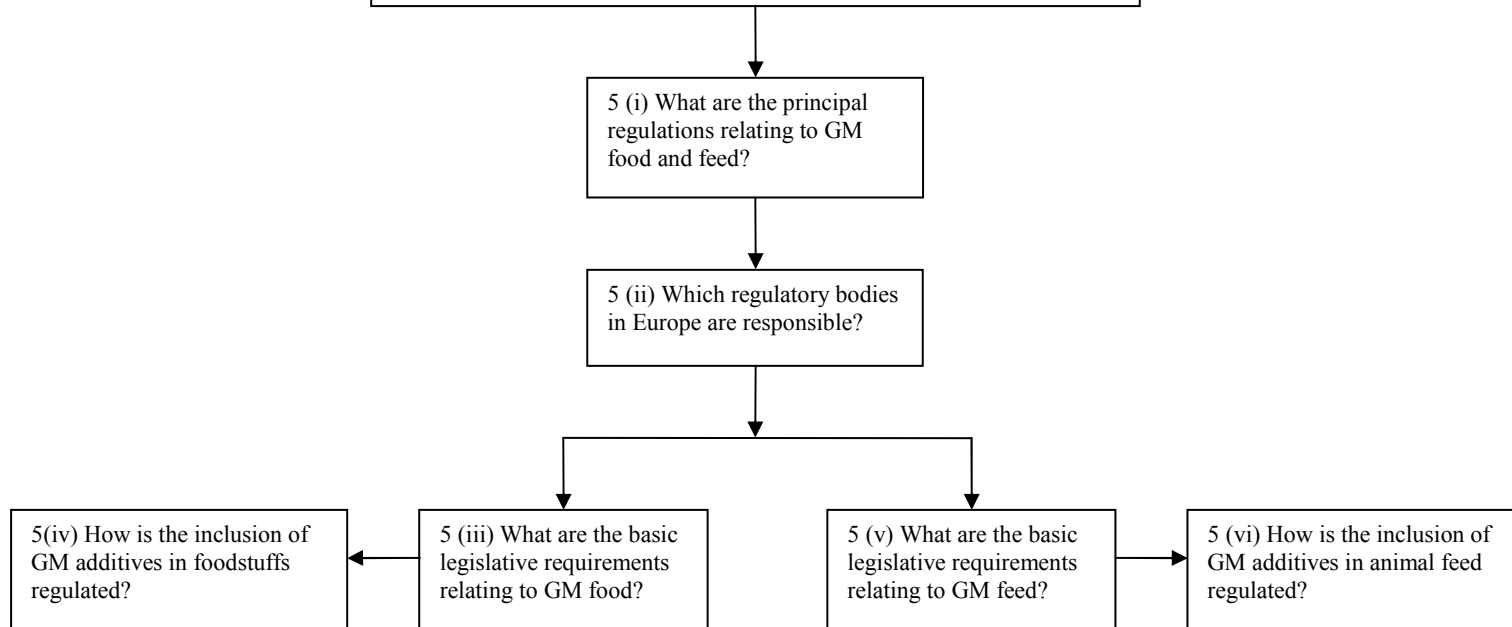 5 (i) What are the principal
regulations relating to GM
food and feed?
5 (ii) Which regulatory bodies
in Europe are responsible?
5(iv) How is the inclusion of
GM additives in foodstuffs
regulated?
5 (iii) What are the basic
legislative requirements
relating to GM food?
5 (v) What are the basic
legislative requirements
relating to GM feed?
5 (vi) How is the inclusion of
GM additives in animal feed
regulated?